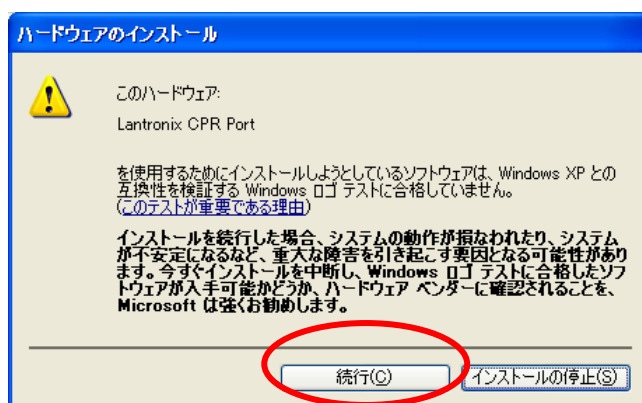 ハードウェアのインストール
このハードウェア:
Lantronix CPR Port
を使用するためにインストールしようとしているソフトウェアは、Windows XP との
互換性を検証する Windows ロゴ テストに合格していません。
(このテストが重要である理由)
インストールを続行した場合、システムの動作が損なわれたり、システム
が不安定になるなど、重大な障害を引き起こす要因となる可能性があり
ます。今すぐインストールを中断し、Windows ロゴ テストに合格したソフ
トウェアが入手可能かどうか、ハードウェア ベンダーに確認されることを、
Microsoft は強くお勧めします。
続行(C) インストールの停止(S)